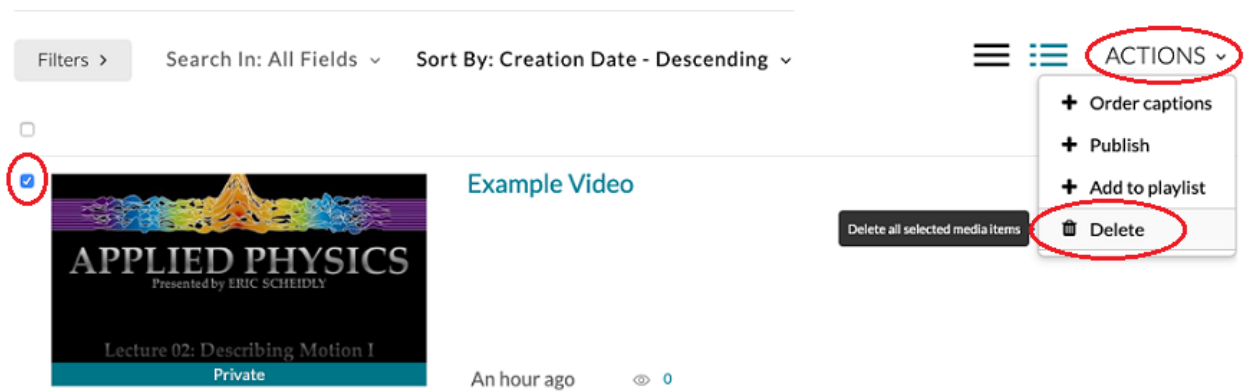 Filters >
Search In: All Fields
Sort By: Creation Date - Descending
ACTIONS
Order captions
Publish
Add to playlist
Delete
Delete all selected media items
Example Video
APPLIED PHYSICS
Presented by ERIC SCHEIDLY
Lecture 02: Describing Motion I
Private
An hour ago
0